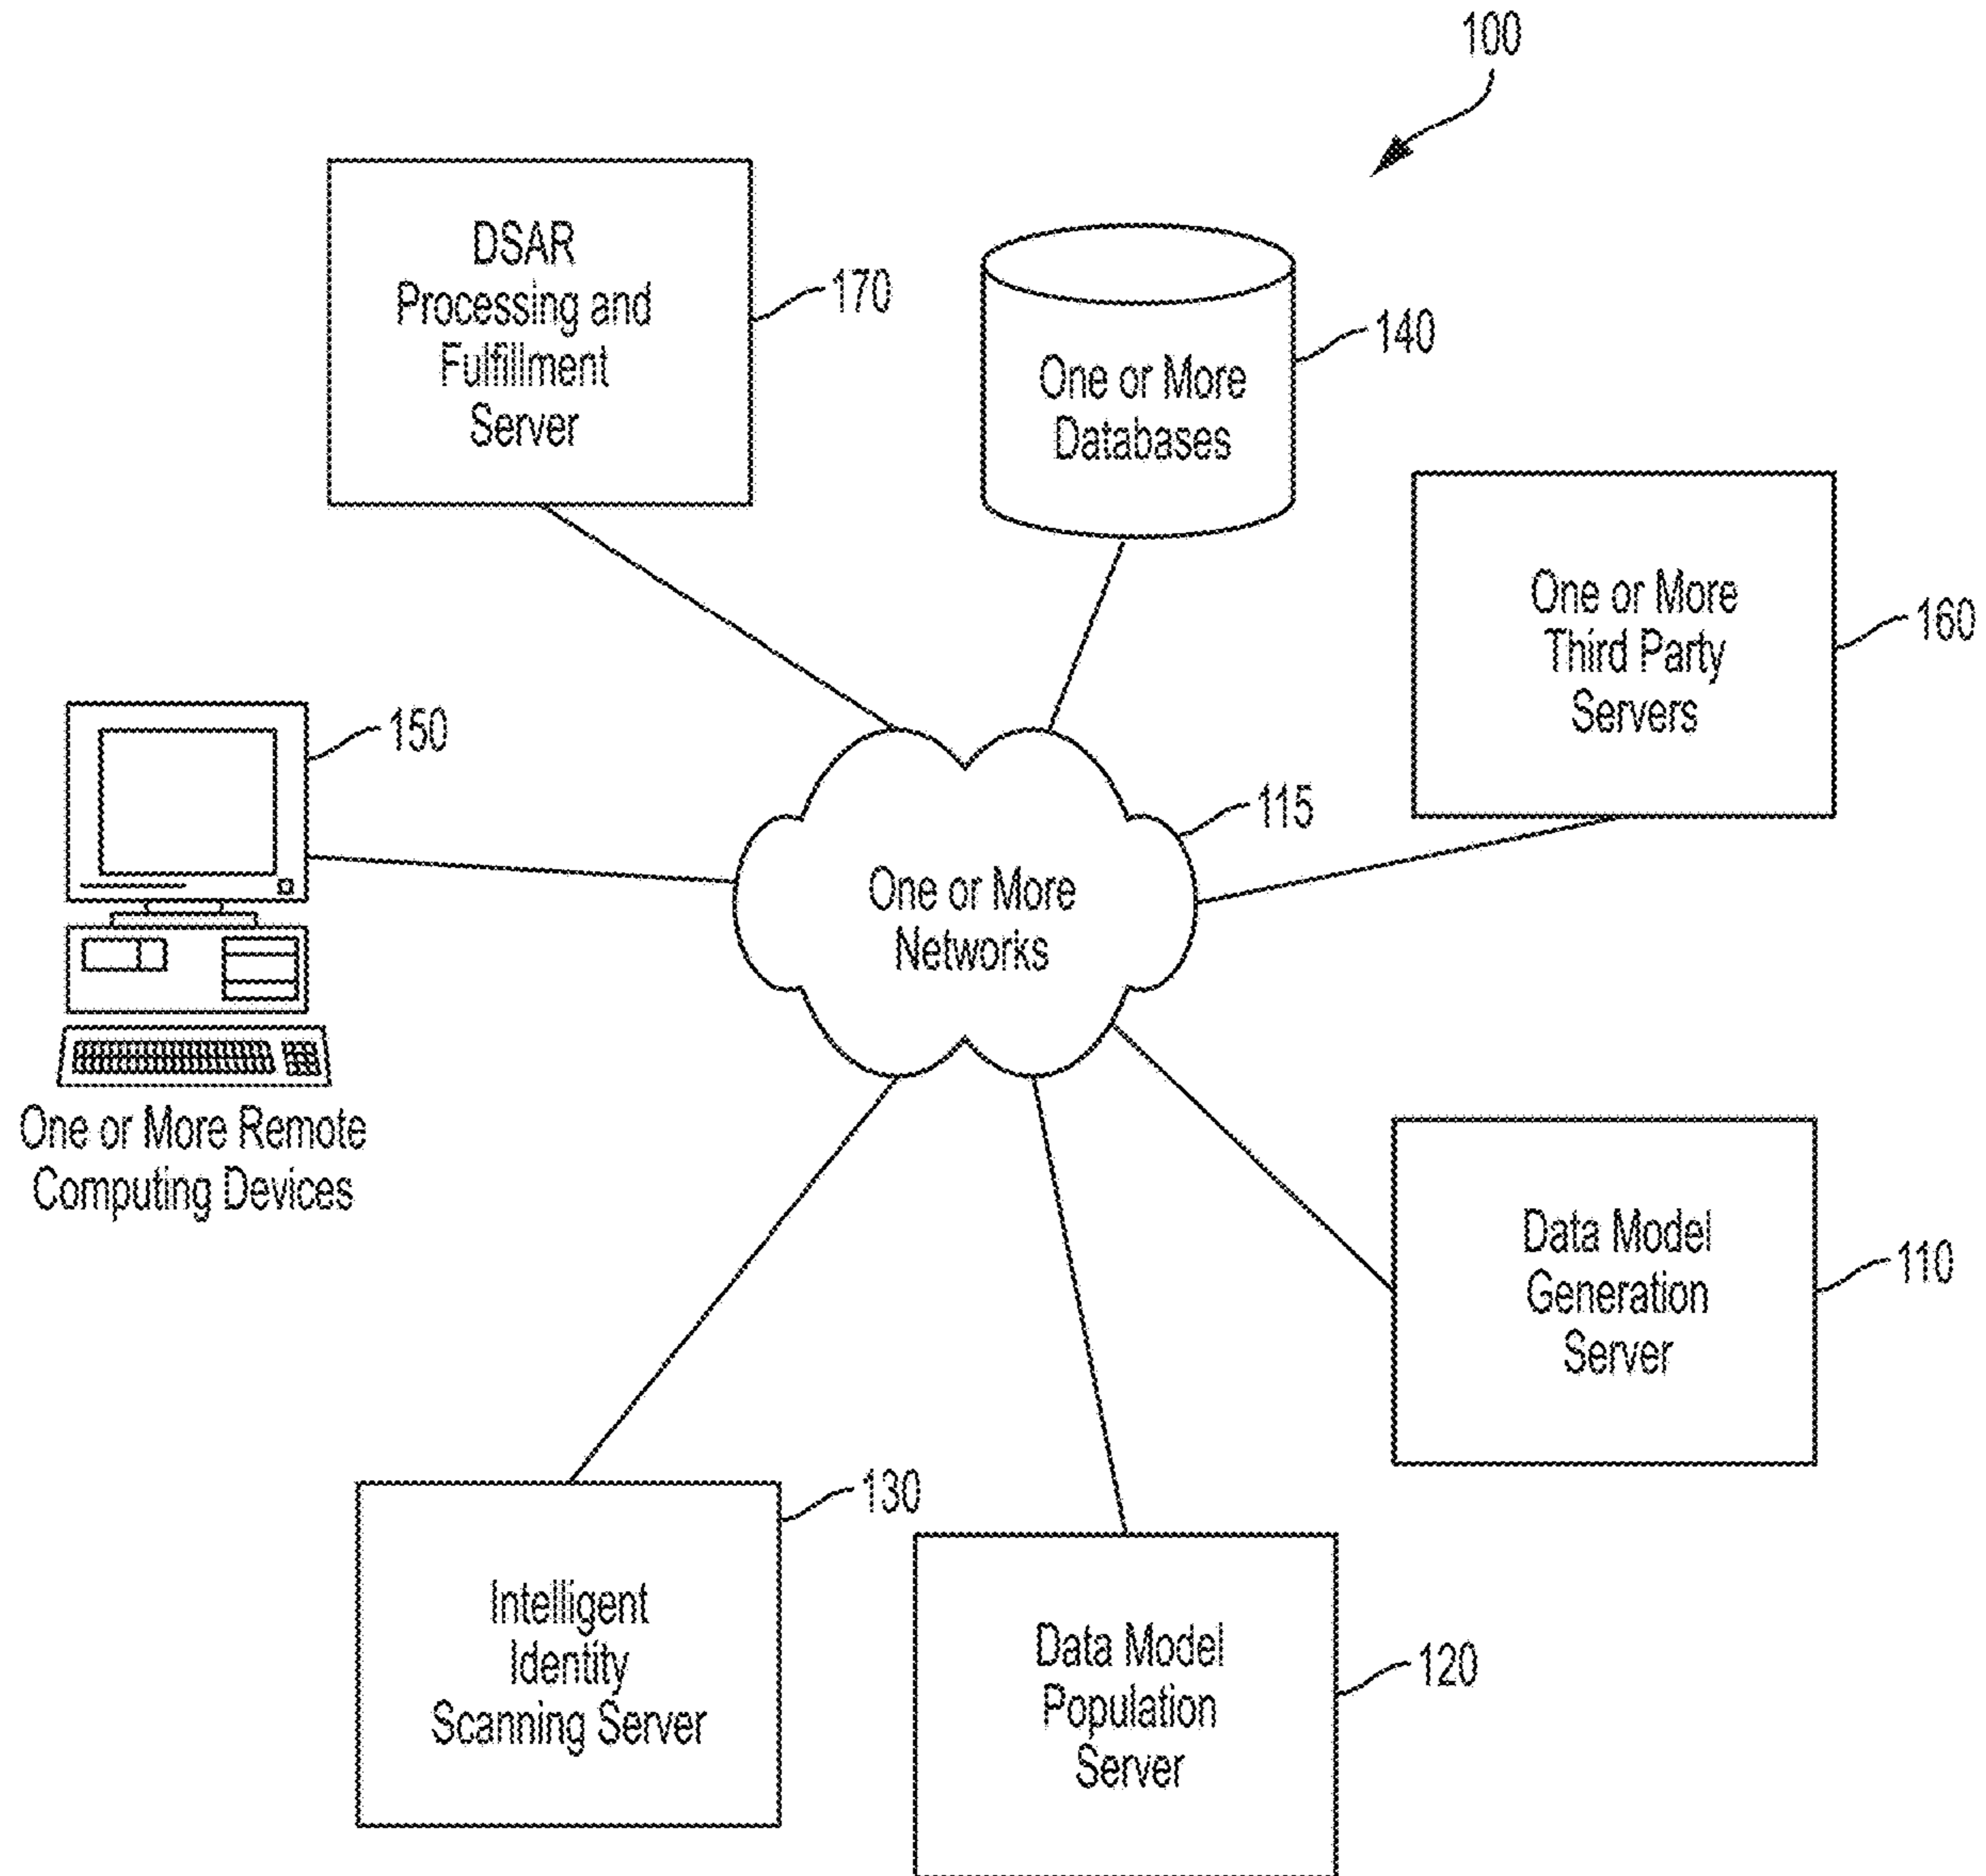 100
DSAR
Processing and
Fulfillment
Server
170
One or More
Databases
140
One or More
Third Party
Servers
160
150
One or More Remote
Computing Devices
115
One or More
Networks
Data Model
Generation
Server
110
130
Intelligent
Identity
Scanning Server
Data Model
Population
Server
120